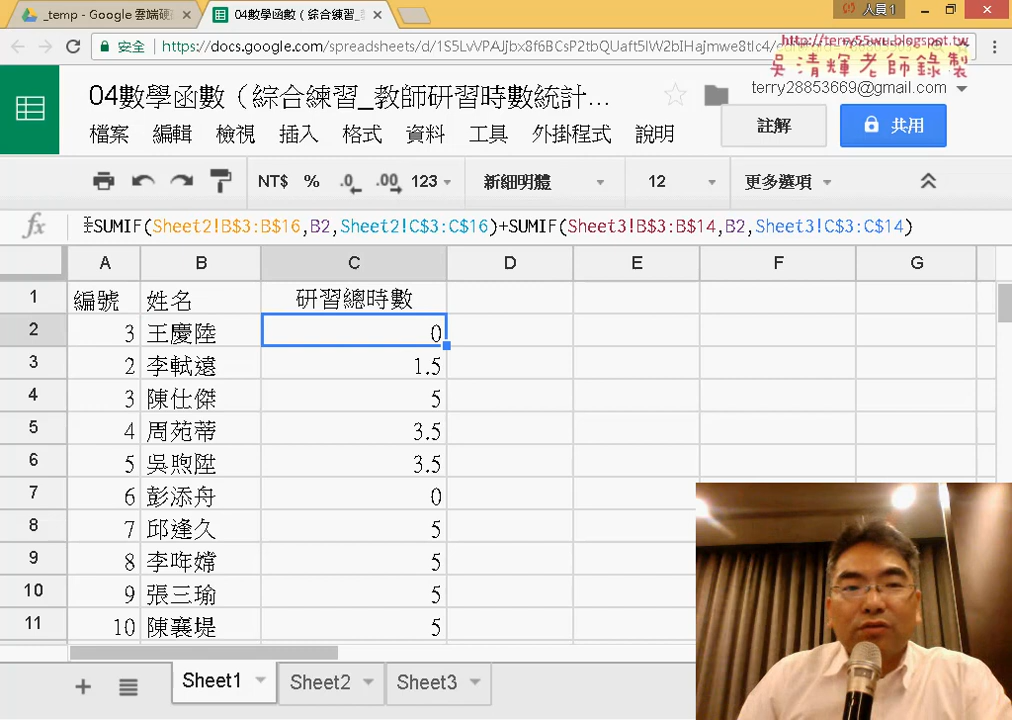 _temp - Google 雲端硬
04數學函數（綜合練習_
人員 1
安全
https://docs.google.com/spreadsheets/d/1S5LvVPAJjbx8f6BCsP2tbQUaft5lW2bIHajmwe8tlc4/
http://terry55wu.blogspot.tw
吳清輝老師錄製
04數學函數（綜合練習_教師研習時數統計...
terry28853669@gmail.com
檔案 編輯 檢視 插入 格式 資料 工具 外掛程式 說明
註解
共用
NT$ % .0 .00 123 新細明體 12 更多選項
fx =SUMIF(Sheet2!B$3:B$16,B2,Sheet2!C$3:C$16)+SUMIF(Sheet3!B$3:B$14,B2,Sheet3!C$3:C$14)
A B C D E F G
1 編號 姓名 研習總時數
2 3 王慶陸 0
3 2 李軾遠 1.5
4 3 陳仕傑 5
5 4 周苑蒂 3.5
6 5 吳煦陞 3.5
7 6 彭添舟 0
8 7 邱逢久 5
9 8 李哖嫦 5
10 9 張三瑜 5
11 10 陳襄堤 5
Sheet1 Sheet2 Sheet3